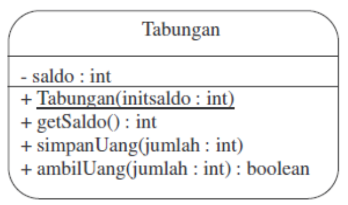 Tabungan
- saldo : int
+ Tabungan(initsaldo : int)
+ getSaldo() : int
+ simpanUang(jumlah : int)
+ ambilUang(jumlah : int) : boolean